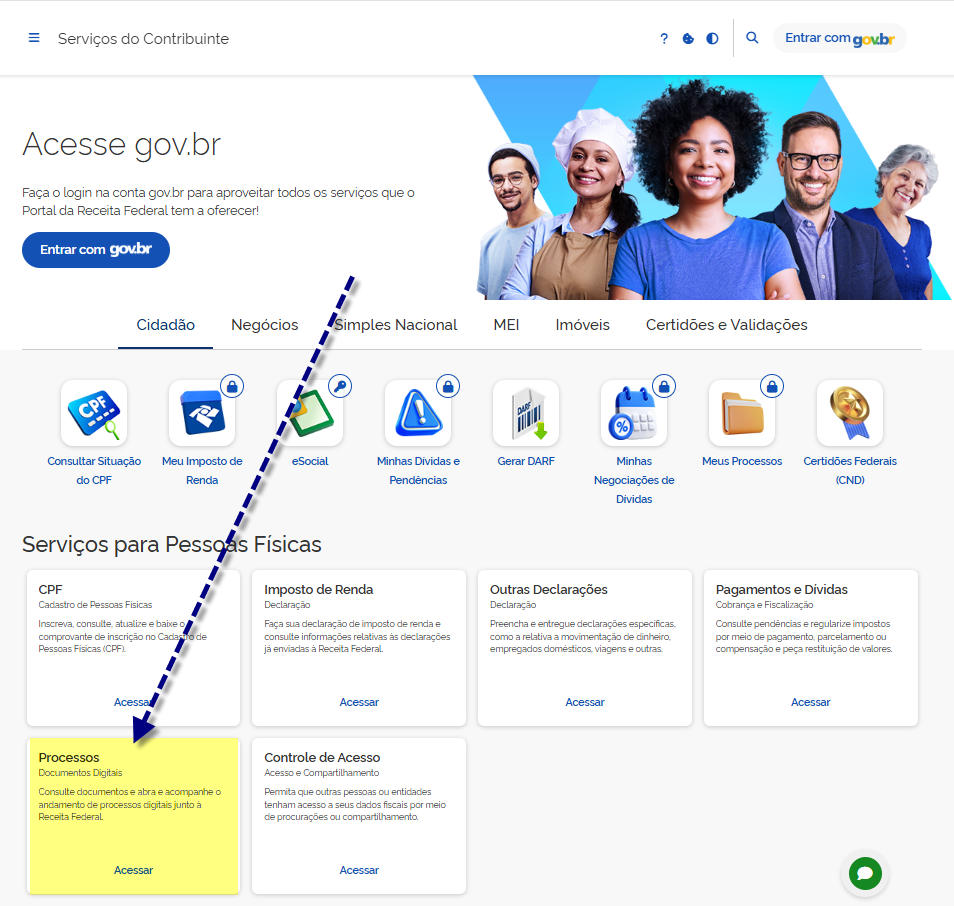 Serviços do Contribuinte
?
Entrar com gov.br
Acesse gov.br
Faça o login na conta gov.br para aproveitar todos os serviços que o
Portal da Receita Federal tem a oferecer!
Entrar com gov.br
Cidadão Negócios Simples Nacional MEI Imóveis Certidões e Validações
CPF
DARF
%
Consultar Situação
do CPF
Meu Imposto de
Renda
eSocial
Minhas Dívidas e
Pendências
Gerar DARF
Minhas
Negociações de
Dívidas
Meus Processos
Certidões Federais
(CND)
Serviços para Pessoas Físicas
CPF
Cadastro de Pessoas Físicas
Inscreva, consulte, atualize e baixe o
comprovante de inscrição no Cadastro de
Pessoas Físicas (CPF).
Acessar
Imposto de Renda
Declaração
Faça sua declaração de imposto de renda e
consulte informações relativas às declarações
já enviadas à Receita Federal.
Acessar
Outras Declarações
Declaração
Preencha e entregue declarações específicas,
como a relativa a movimentação de dinheiro,
empregados domésticos, viagens e outras.
Acessar
Pagamentos e Dívidas
Cobrança e Fiscalização
Consulte pendências e regularize impostos
por meio de pagamento, parcelamento ou
compensação e peça restituição de valores.
Acessar
Processos
Documentos Digitais
Consulte documentos e abra e acompanhe o
andamento de processos digitais junto à
Receita Federal.
Acessar
Controle de Acesso
Acesso e Compartilhamento
Permita que outras pessoas ou entidades
tenham acesso a seus dados fiscais por meio
de procurações ou compartilhamento.
Acessar